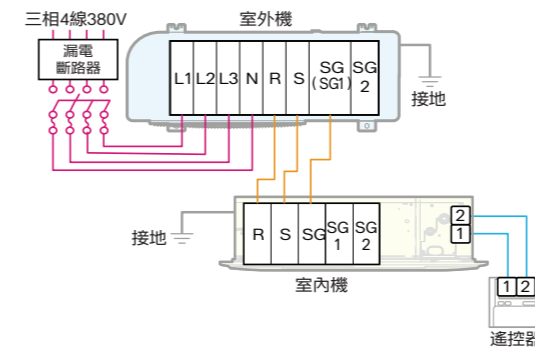 三相4線380V
室外機
漏電
斷路器
L1 L2 L3 N R S SG (SG1) SG 2
接地
接地
R S SG SG 1 SG 2
2
1
室內機
1 2
遙控器